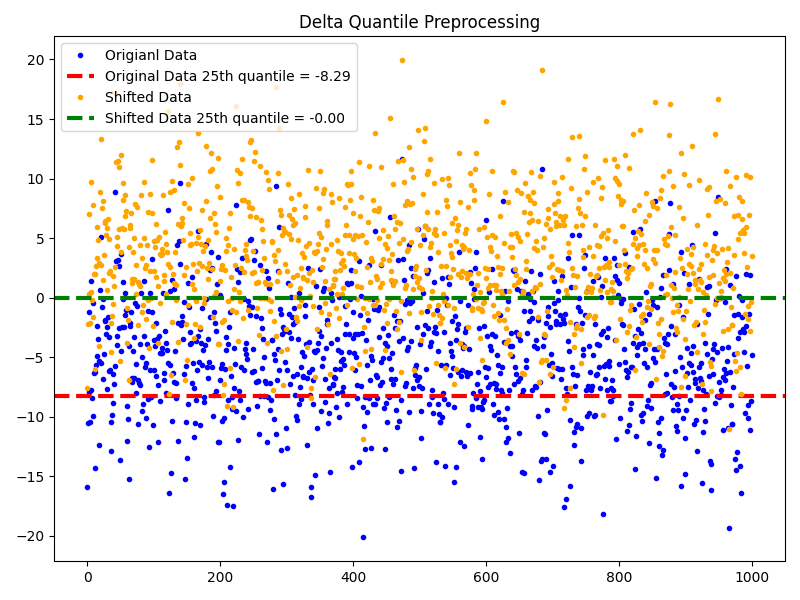 Delta Quantile Preprocessing
Origianl Data
Original Data 25th quantile = -8.29
Shifted Data
Shifted Data 25th quantile = -0.00
20
15
10
5
0
−5
−10
−15
−20
0 200 400 600 800 1000